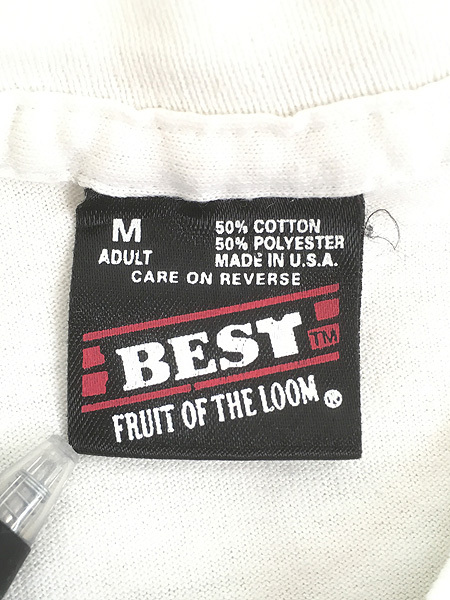 M
ADULT
50% COTTON
50% POLYESTER
MADE IN U.S.A.
CARE ON REVERSE
BEST TM
FRUIT OF THE LOOM ®